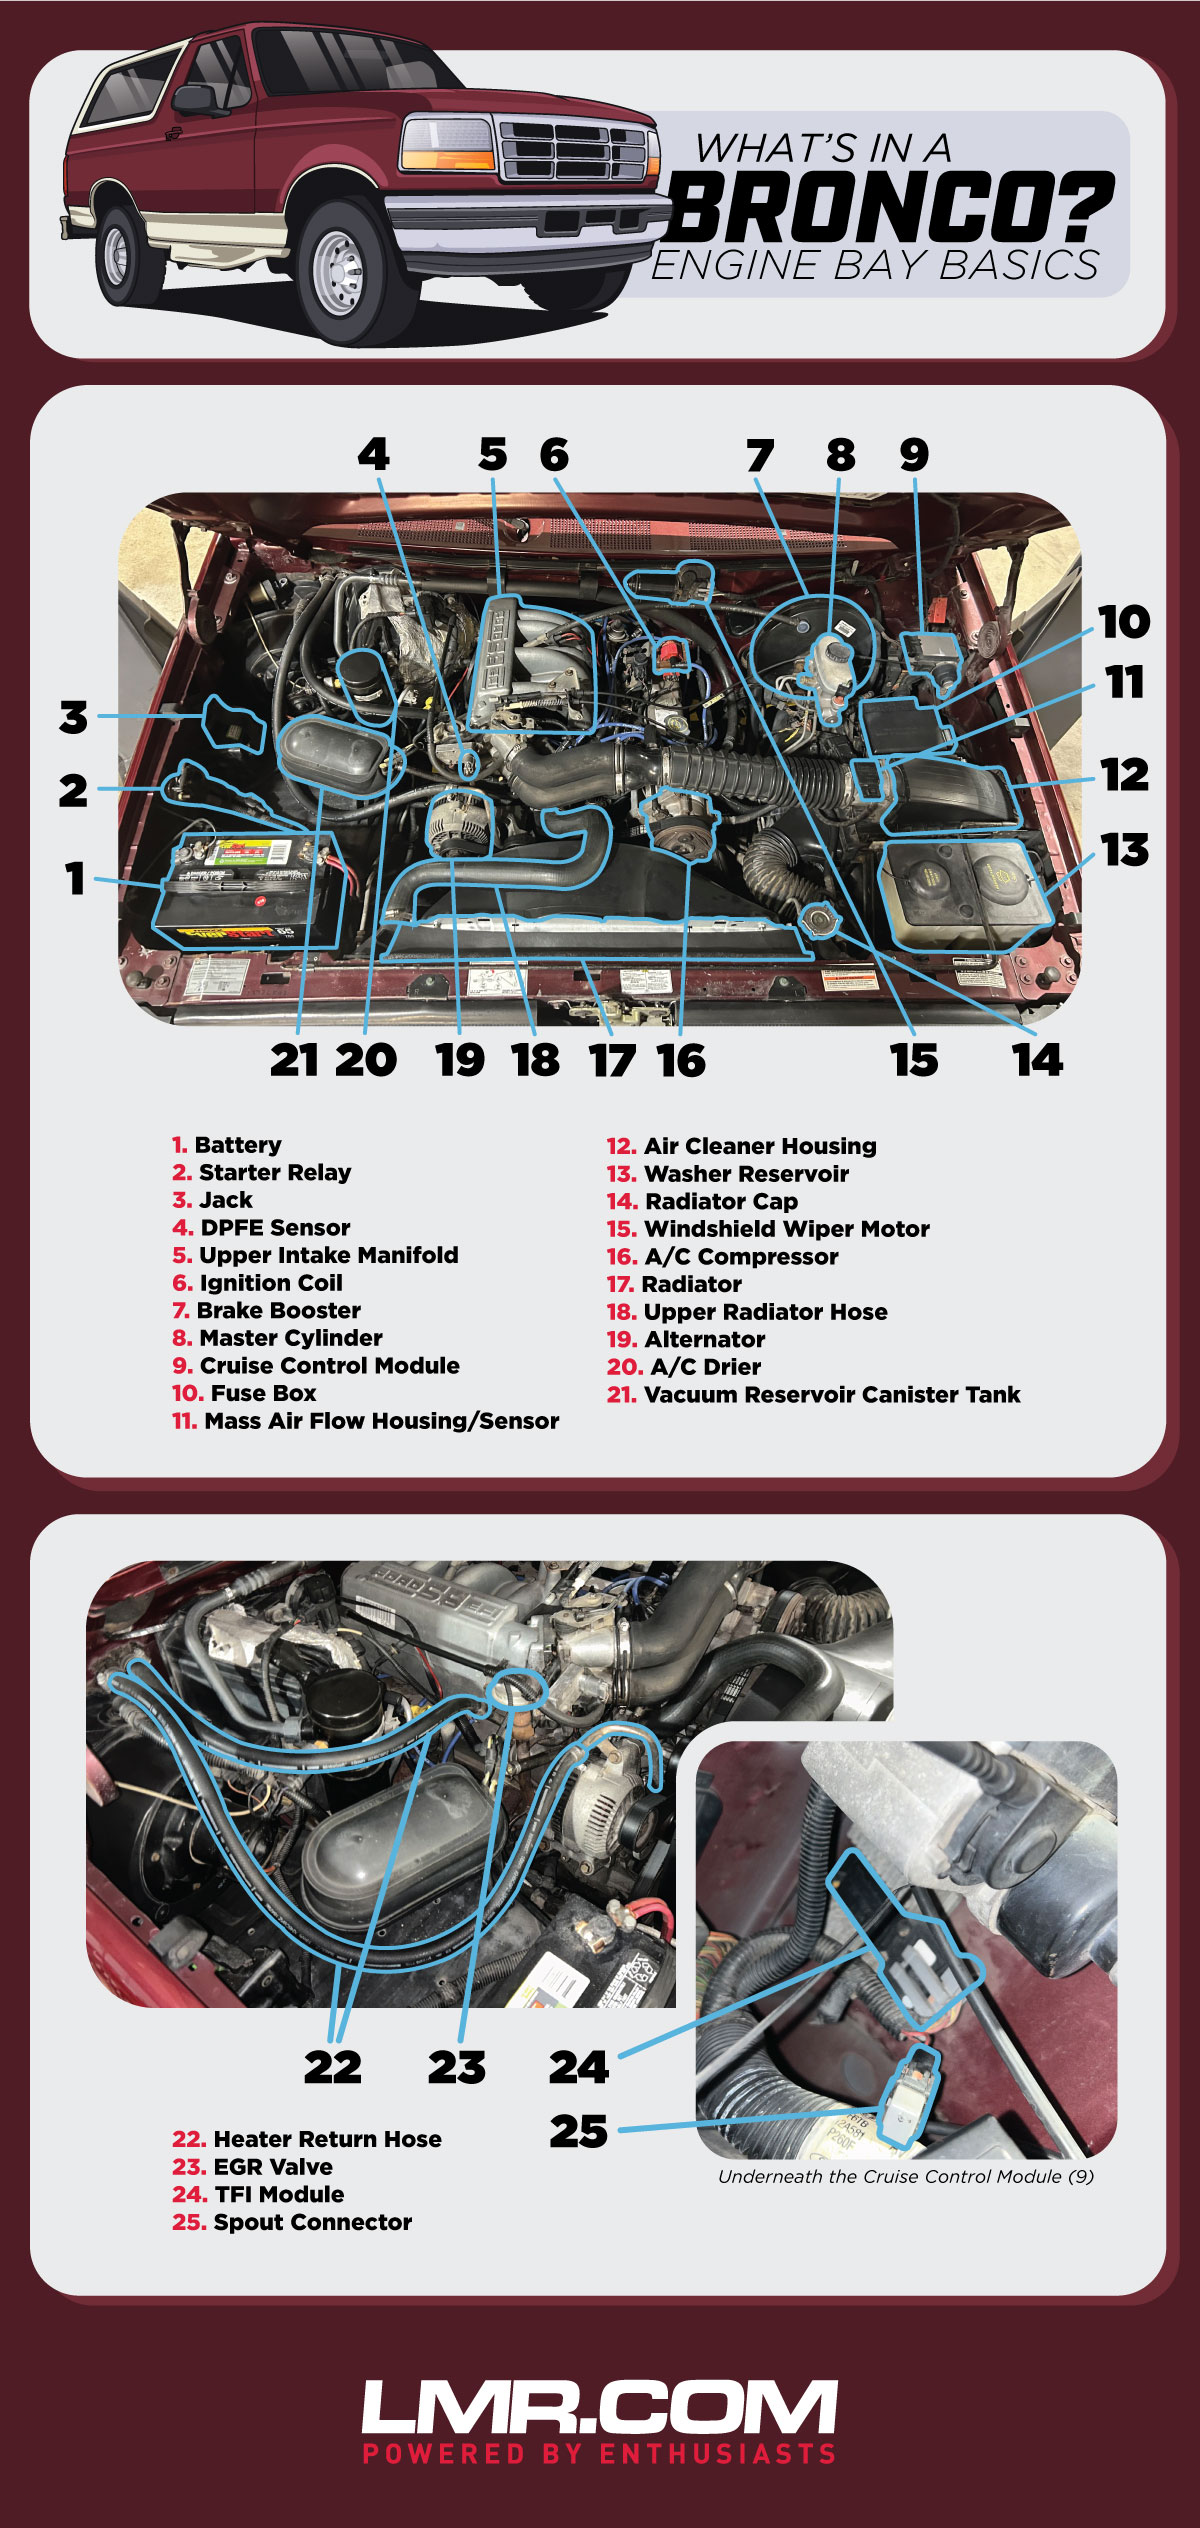 WHAT'S IN A
BRONCO?
ENGINE BAY BASICS
4 5 6 7 8 9
10
11
3
2
12
13
1
21 20 19 18 17 16 15 14
1. Battery
2. Starter Relay
3. Jack
4. DPFE Sensor
5. Upper Intake Manifold
6. Ignition Coil
7. Brake Booster
8. Master Cylinder
9. Cruise Control Module
10. Fuse Box
11. Mass Air Flow Housing/Sensor
12. Air Cleaner Housing
13. Washer Reservoir
14. Radiator Cap
15. Windshield Wiper Motor
16. A/C Compressor
17. Radiator
18. Upper Radiator Hose
19. Alternator
20. A/C Drier
21. Vacuum Reservoir Canister Tank
22 23 24
25
22. Heater Return Hose
23. EGR Valve
24. TFI Module
25. Spout Connector
Underneath the Cruise Control Module (9)
LMR.COM
POWERED BY ENTHUSIASTS